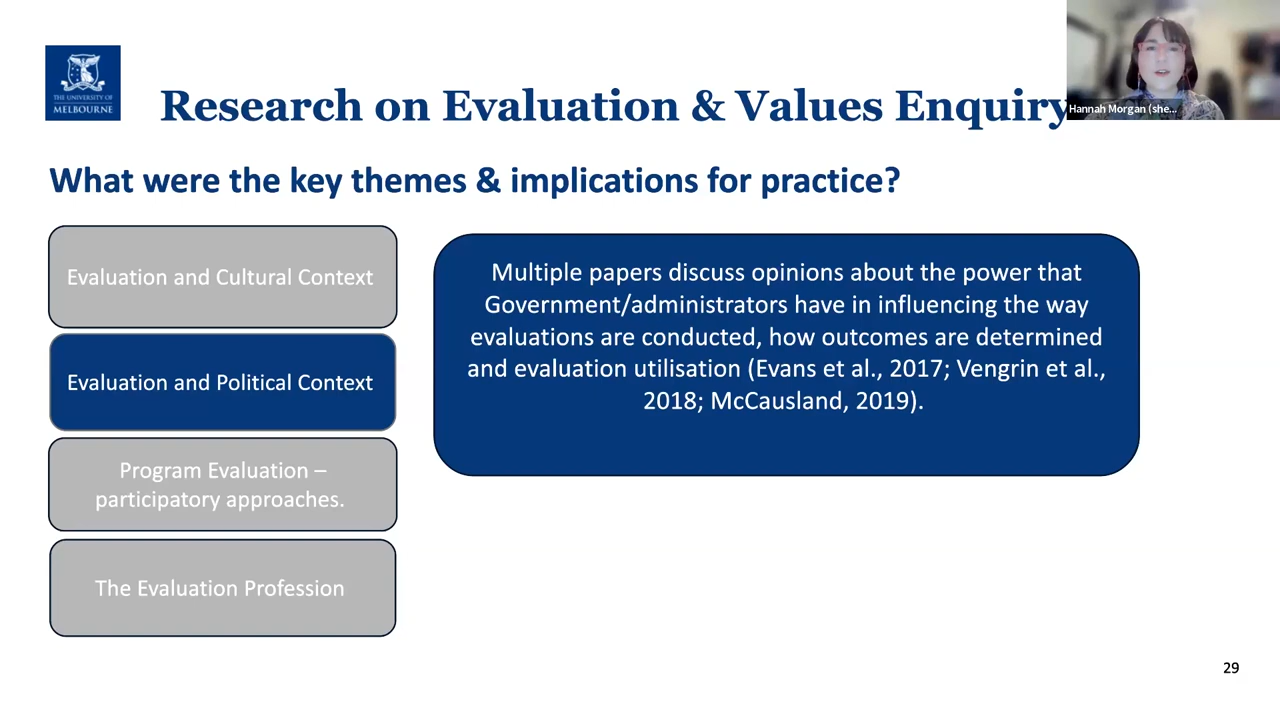 THE UNIVERSITY OF
MELBOURNE
Research on Evaluation & Values Enquiry
Hannah Morgan (she...
What were the key themes & implications for practice?
Evaluation and Cultural Context
Evaluation and Political Context
Program Evaluation –
participatory approaches.
The Evaluation Profession
Multiple papers discuss opinions about the power that
Government/administrators have in influencing the way
evaluations are conducted, how outcomes are determined
and evaluation utilisation (Evans et al., 2017; Vengrin et al.,
2018; McCausland, 2019).
29